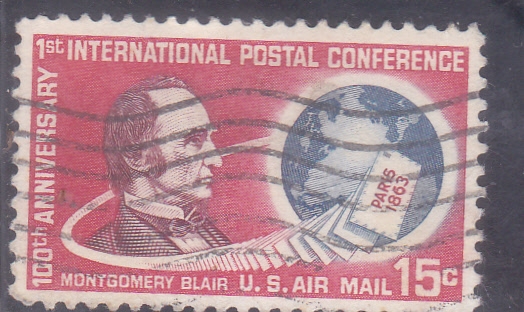 100th ANNIVERSARY
1st INTERNATIONAL POSTAL CONFERENCE
PARIS
1863
MONTGOMERY BLAIR U.S. AIR MAIL 15c